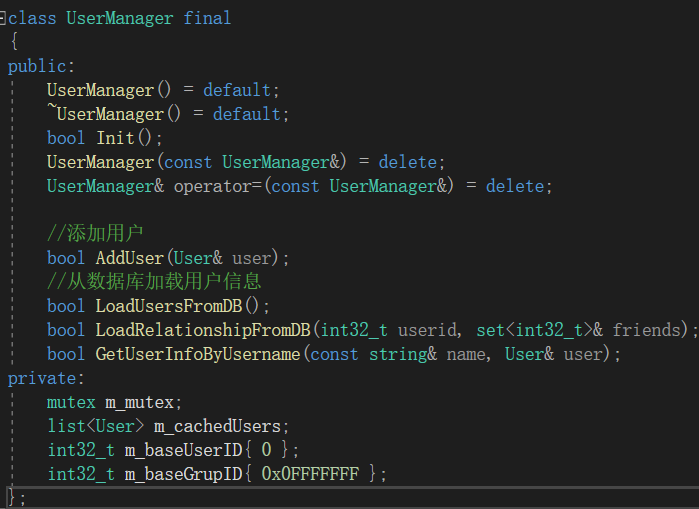 class UserManager final
{
public:
UserManager() = default;
~UserManager() = default;
bool Init();
UserManager(const UserManager&) = delete;
UserManager& operator=(const UserManager&) = delete;
//添加用户
bool AddUser(User& user);
//从数据库加载用户信息
bool LoadUsersFromDB();
bool LoadRelationshipFromDB(int32_t userid, set<int32_t>& friends);
bool GetUserInfoByUsername(const string& name, User& user);
private:
mutex m_mutex;
list<User> m_cachedUsers;
int32_t m_baseUserID{ 0 };
int32_t m_baseGrupID{ 0x0FFFFFFF };
};